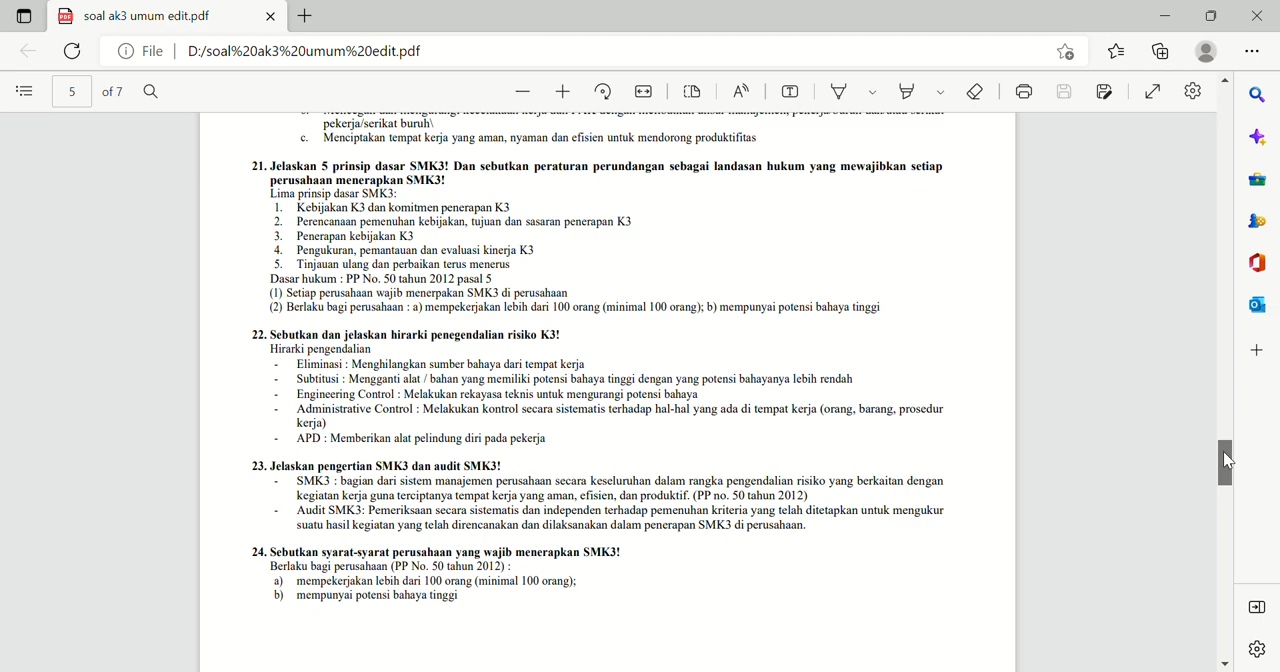 soal ak3 umum edit.pdf
File D:/soal%20ak3%20umum%20edit.pdf
5 of 7
pekerja/serikat buruh\
c. Menciptakan tempat kerja yang aman, nyaman dan efisien untuk mendorong produktifitas
21. Jelaskan 5 prinsip dasar SMK3! Dan sebutkan peraturan perundangan sebagai landasan hukum yang mewajibkan setiap
perusahaan menerapkan SMK3!
Lima prinsip dasar SMK3:
1. Kebijakan K3 dan komitmen penerapan K3
2. Perencanaan pemenuhan kebijakan, tujuan dan sasaran penerapan K3
3. Penerapan kebijakan K3
4. Pengukuran, pemantauan dan evaluasi kinerja K3
5. Tinjauan ulang dan perbaikan terus menerus
Dasar hukum : PP No. 50 tahun 2012 pasal 5
(1) Setiap perusahaan wajib menerpakan SMK3 di perusahaan
(2) Berlaku bagi perusahaan : a) mempekerjakan lebih dari 100 orang (minimal 100 orang); b) mempunyai potensi bahaya tinggi
22. Sebutkan dan jelaskan hirarki penegendalian risiko K3!
Hirarki pengendalian
- Eliminasi : Menghilangkan sumber bahaya dari tempat kerja
- Subtitusi : Mengganti alat / bahan yang memiliki potensi bahaya tinggi dengan yang potensi bahayanya lebih rendah
- Engineering Control : Melakukan rekayasa teknis untuk mengurangi potensi bahaya
- Administrative Control : Melakukan kontrol secara sistematis terhadap hal-hal yang ada di tempat kerja (orang, barang, prosedur
kerja)
- APD : Memberikan alat pelindung diri pada pekerja
23. Jelaskan pengertian SMK3 dan audit SMK3!
- SMK3 : bagian dari sistem manajemen perusahaan secara keseluruhan dalam rangka pengendalian risiko yang berkaitan dengan
kegiatan kerja guna terciptanya tempat kerja yang aman, efisien, dan produktif. (PP no. 50 tahun 2012)
- Audit SMK3: Pemeriksaan secara sistematis dan independen terhadap pemenuhan kriteria yang telah ditetapkan untuk mengukur
suatu hasil kegiatan yang telah direncanakan dan dilaksanakan dalam penerapan SMK3 di perusahaan.
24. Sebutkan syarat-syarat perusahaan yang wajib menerapkan SMK3!
Berlaku bagi perusahaan (PP No. 50 tahun 2012) :
a) mempekerjakan lebih dari 100 orang (minimal 100 orang);
b) mempunyai potensi bahaya tinggi